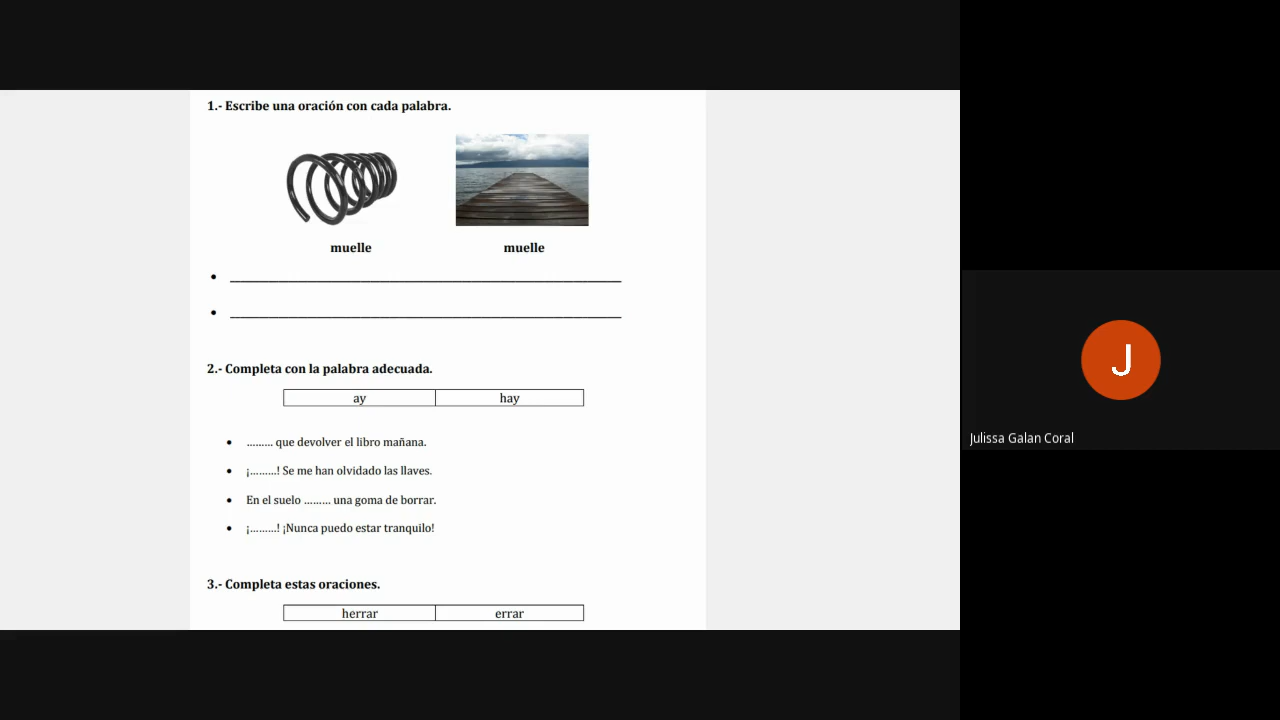 1.- Escribe una oración con cada palabra.
muelle muelle
• ________________________________________
• ________________________________________
2.- Completa con la palabra adecuada.
ay hay
• ......... que devolver el libro mañana.
• ¡.........! Se me han olvidado las llaves.
• En el suelo ......... una goma de borrar.
• ¡.........! ¡Nunca puedo estar tranquilo!
3.- Completa estas oraciones.
herrar errar
J
Julissa Galan Coral